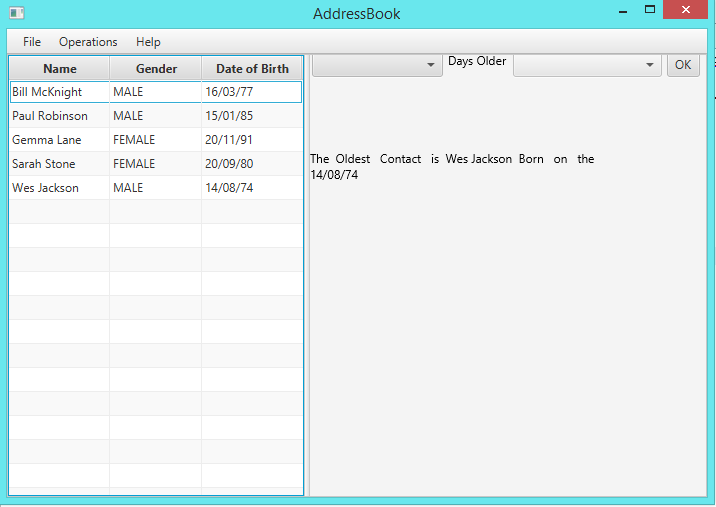 AddressBook
File Operations Help
Name Gender Date of Birth
Bill McKnight MALE 16/03/77
Paul Robinson MALE 15/01/85
Gemma Lane FEMALE 20/11/91
Sarah Stone FEMALE 20/09/80
Wes Jackson MALE 14/08/74
Days Older OK
The Oldest Contact is Wes Jackson Born on the
14/08/74